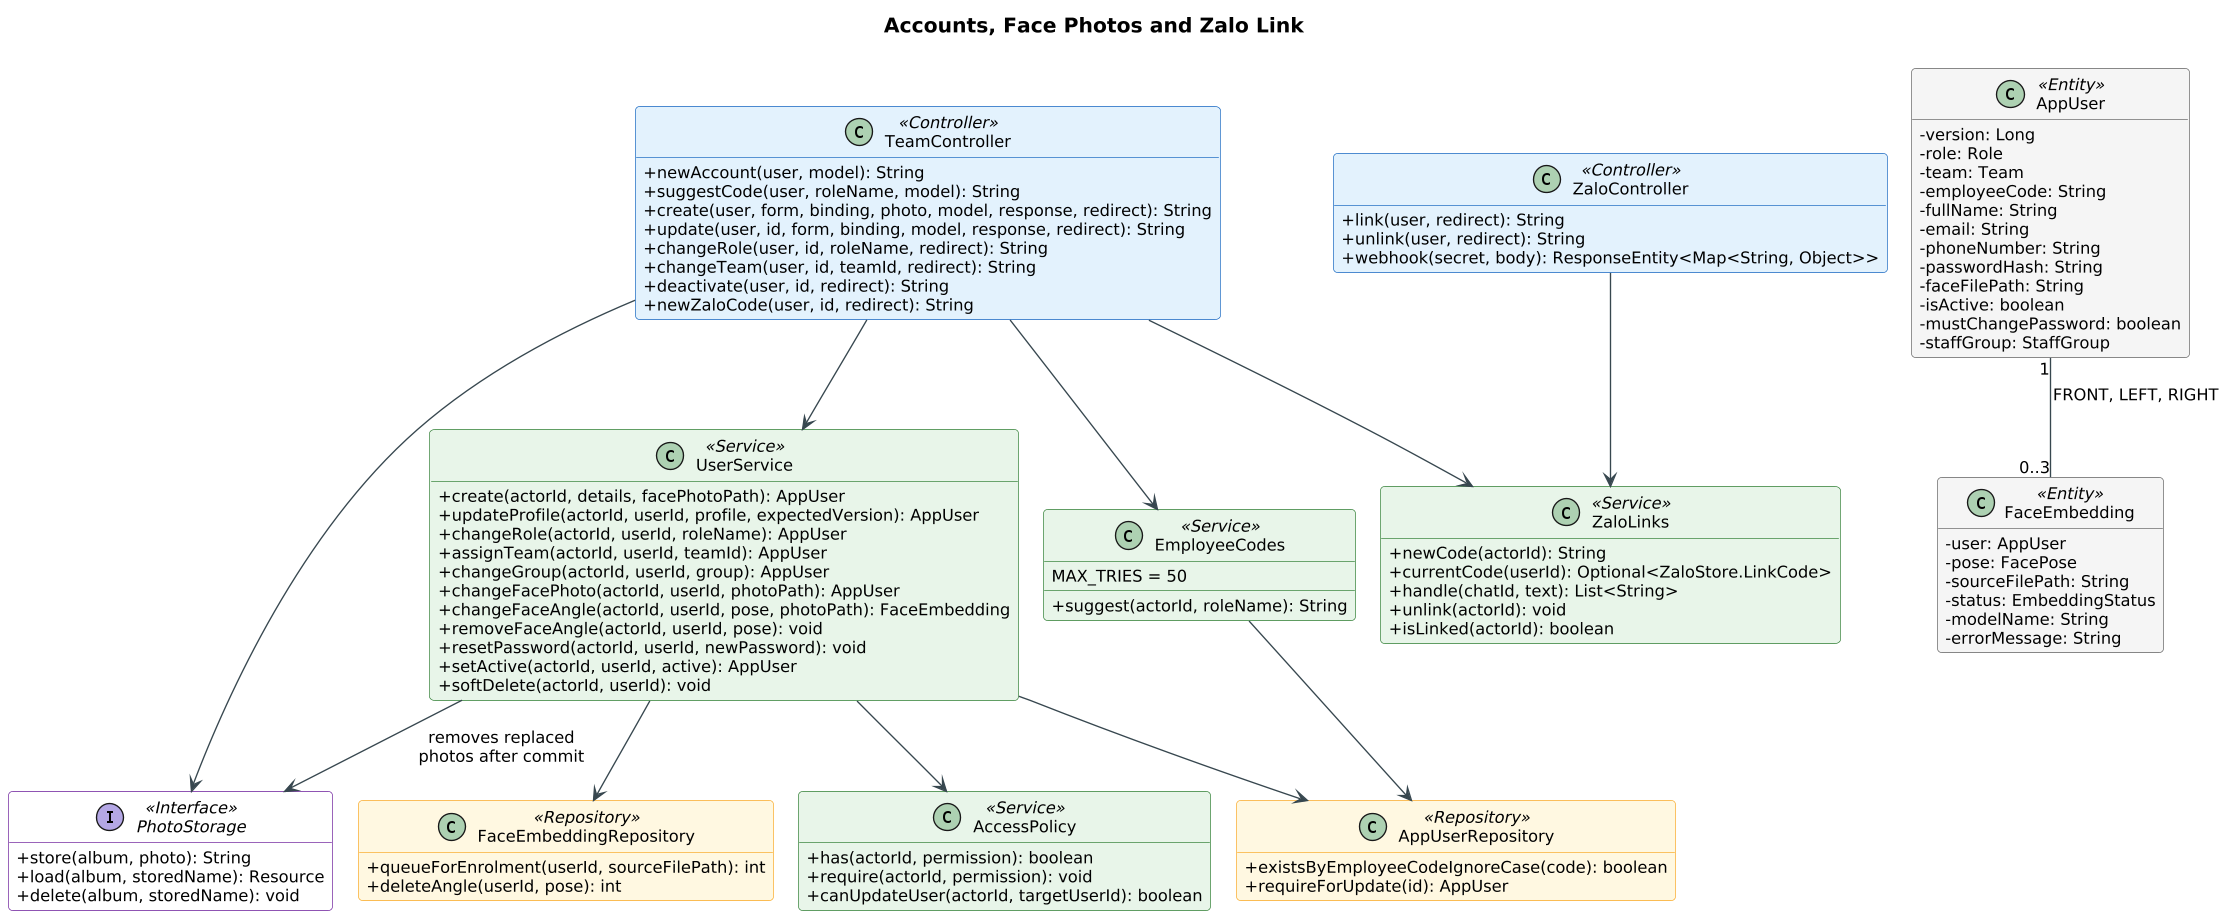 Accounts, Face Photos and Zalo Link
C
«Controller»
TeamController
+newAccount(user, model): String
+suggestCode(user, roleName, model): String
+create(user, form, binding, photo, model, response, redirect): String
+update(user, id, form, binding, model, response, redirect): String
+changeRole(user, id, roleName, redirect): String
+changeTeam(user, id, teamId, redirect): String
+deactivate(user, id, redirect): String
+newZaloCode(user, id, redirect): String
C
«Controller»
ZaloController
+link(user, redirect): String
+unlink(user, redirect): String
+webhook(secret, body): ResponseEntity<Map<String, Object>>
C
«Entity»
AppUser
-version: Long
-role: Role
-team: Team
-employeeCode: String
-fullName: String
-email: String
-phoneNumber: String
-passwordHash: String
-faceFilePath: String
-isActive: boolean
-mustChangePassword: boolean
-staffGroup: StaffGroup
1
FRONT, LEFT, RIGHT
0..3
C
«Service»
UserService
+create(actorId, details, facePhotoPath): AppUser
+updateProfile(actorId, userId, profile, expectedVersion): AppUser
+changeRole(actorId, userId, roleName): AppUser
+assignTeam(actorId, userId, teamId): AppUser
+changeGroup(actorId, userId, group): AppUser
+changeFacePhoto(actorId, userId, photoPath): AppUser
+changeFaceAngle(actorId, userId, pose, photoPath): FaceEmbedding
+removeFaceAngle(actorId, userId, pose): void
+resetPassword(actorId, userId, newPassword): void
+setActive(actorId, userId, active): AppUser
+softDelete(actorId, userId): void
C
«Service»
EmployeeCodes
MAX_TRIES = 50
+suggest(actorId, roleName): String
C
«Service»
ZaloLinks
+newCode(actorId): String
+currentCode(userId): Optional<ZaloStore.LinkCode>
+handle(chatId, text): List<String>
+unlink(actorId): void
+isLinked(actorId): boolean
C
«Entity»
FaceEmbedding
-user: AppUser
-pose: FacePose
-sourceFilePath: String
-status: EmbeddingStatus
-modelName: String
-errorMessage: String
removes replaced
photos after commit
I
«Interface»
PhotoStorage
+store(album, photo): String
+load(album, storedName): Resource
+delete(album, storedName): void
C
«Repository»
FaceEmbeddingRepository
+queueForEnrolment(userId, sourceFilePath): int
+deleteAngle(userId, pose): int
C
«Service»
AccessPolicy
+has(actorId, permission): boolean
+require(actorId, permission): void
+canUpdateUser(actorId, targetUserId): boolean
C
«Repository»
AppUserRepository
+existsByEmployeeCodeIgnoreCase(code): boolean
+requireForUpdate(id): AppUser